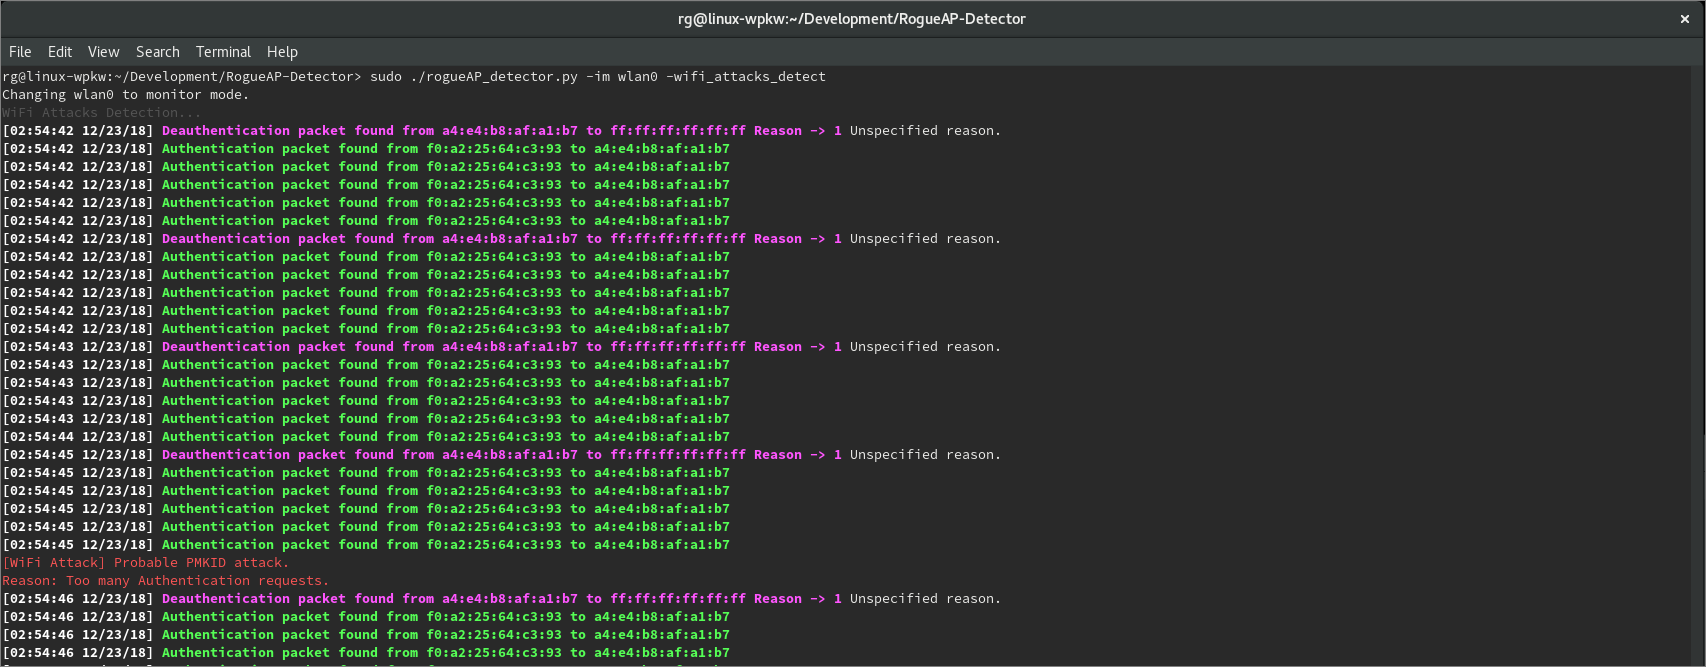 rg@linux-wpkw:~/Development/RogueAP-Detector
File Edit View Search Terminal Help
rg@linux-wpkw:~/Development/RogueAP-Detector> sudo ./rogueAP_detector.py -im wlan0 -wifi_attacks_detect
Changing wlan0 to monitor mode.
WiFi Attacks Detection...
[02:54:42 12/23/18] Deauthentication packet found from a4:e4:b8:af:a1:b7 to ff:ff:ff:ff:ff:ff Reason -> 1 Unspecified reason.
[02:54:42 12/23/18] Authentication packet found from f0:a2:25:64:c3:93 to a4:e4:b8:af:a1:b7
[02:54:42 12/23/18] Authentication packet found from f0:a2:25:64:c3:93 to a4:e4:b8:af:a1:b7
[02:54:42 12/23/18] Authentication packet found from f0:a2:25:64:c3:93 to a4:e4:b8:af:a1:b7
[02:54:42 12/23/18] Authentication packet found from f0:a2:25:64:c3:93 to a4:e4:b8:af:a1:b7
[02:54:42 12/23/18] Authentication packet found from f0:a2:25:64:c3:93 to a4:e4:b8:af:a1:b7
[02:54:42 12/23/18] Deauthentication packet found from a4:e4:b8:af:a1:b7 to ff:ff:ff:ff:ff:ff Reason -> 1 Unspecified reason.
[02:54:42 12/23/18] Authentication packet found from f0:a2:25:64:c3:93 to a4:e4:b8:af:a1:b7
[02:54:42 12/23/18] Authentication packet found from f0:a2:25:64:c3:93 to a4:e4:b8:af:a1:b7
[02:54:42 12/23/18] Authentication packet found from f0:a2:25:64:c3:93 to a4:e4:b8:af:a1:b7
[02:54:42 12/23/18] Authentication packet found from f0:a2:25:64:c3:93 to a4:e4:b8:af:a1:b7
[02:54:42 12/23/18] Authentication packet found from f0:a2:25:64:c3:93 to a4:e4:b8:af:a1:b7
[02:54:43 12/23/18] Deauthentication packet found from a4:e4:b8:af:a1:b7 to ff:ff:ff:ff:ff:ff Reason -> 1 Unspecified reason.
[02:54:43 12/23/18] Authentication packet found from f0:a2:25:64:c3:93 to a4:e4:b8:af:a1:b7
[02:54:43 12/23/18] Authentication packet found from f0:a2:25:64:c3:93 to a4:e4:b8:af:a1:b7
[02:54:43 12/23/18] Authentication packet found from f0:a2:25:64:c3:93 to a4:e4:b8:af:a1:b7
[02:54:43 12/23/18] Authentication packet found from f0:a2:25:64:c3:93 to a4:e4:b8:af:a1:b7
[02:54:44 12/23/18] Authentication packet found from f0:a2:25:64:c3:93 to a4:e4:b8:af:a1:b7
[02:54:45 12/23/18] Deauthentication packet found from a4:e4:b8:af:a1:b7 to ff:ff:ff:ff:ff:ff Reason -> 1 Unspecified reason.
[02:54:45 12/23/18] Authentication packet found from f0:a2:25:64:c3:93 to a4:e4:b8:af:a1:b7
[02:54:45 12/23/18] Authentication packet found from f0:a2:25:64:c3:93 to a4:e4:b8:af:a1:b7
[02:54:45 12/23/18] Authentication packet found from f0:a2:25:64:c3:93 to a4:e4:b8:af:a1:b7
[02:54:45 12/23/18] Authentication packet found from f0:a2:25:64:c3:93 to a4:e4:b8:af:a1:b7
[02:54:45 12/23/18] Authentication packet found from f0:a2:25:64:c3:93 to a4:e4:b8:af:a1:b7
[WiFi Attack] Probable PMKID attack.
Reason: Too many Authentication requests.
[02:54:46 12/23/18] Deauthentication packet found from a4:e4:b8:af:a1:b7 to ff:ff:ff:ff:ff:ff Reason -> 1 Unspecified reason.
[02:54:46 12/23/18] Authentication packet found from f0:a2:25:64:c3:93 to a4:e4:b8:af:a1:b7
[02:54:46 12/23/18] Authentication packet found from f0:a2:25:64:c3:93 to a4:e4:b8:af:a1:b7
[02:54:46 12/23/18] Authentication packet found from f0:a2:25:64:c3:93 to a4:e4:b8:af:a1:b7